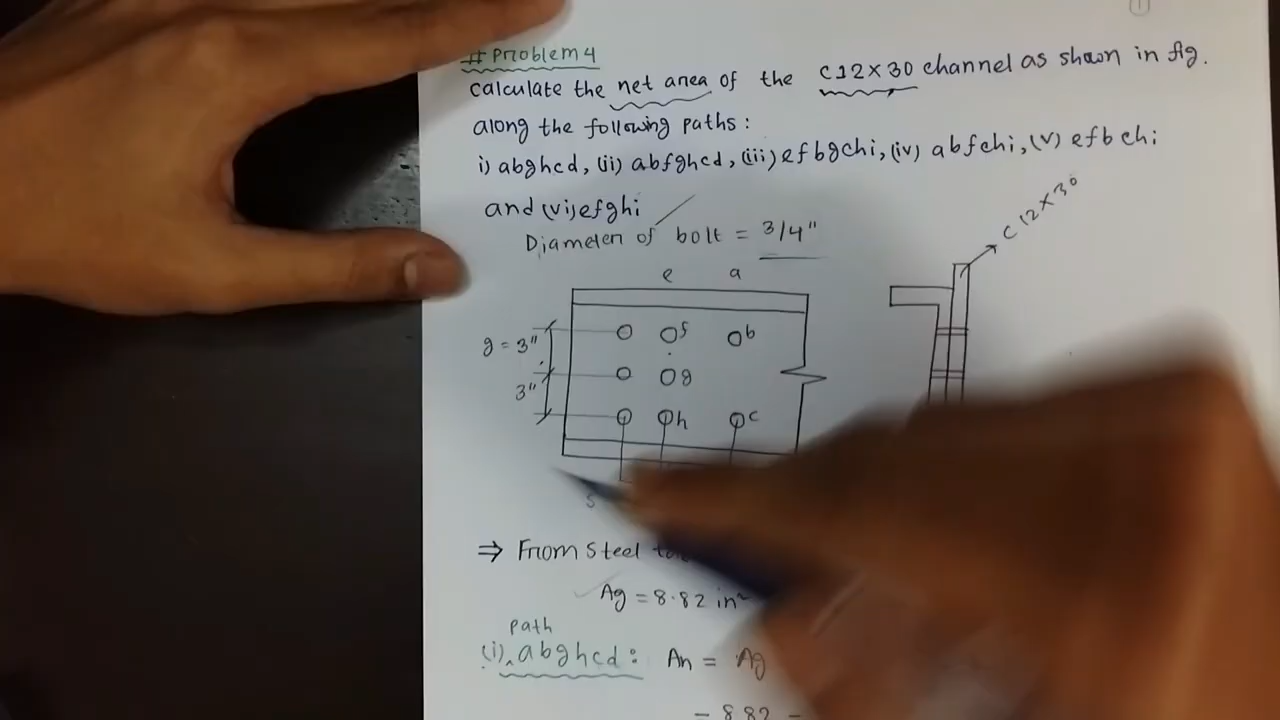 1
# Problem 4
calculate the net area of the C12×30 channel as shown in fig.
along the following paths:
i) abghcd, (ii) abfghcd, (iii) efbgchi, (iv) abfchi, (v) efbchi
and (vi) efghi
Diameter of bolt = 3/4"
C12×30
e a
f b
g = 3"
g
3"
h c
s
⇒ From Steel
Ag = 8.82 in²
path
(i) abghcd: An = Ag
= 8.82 -